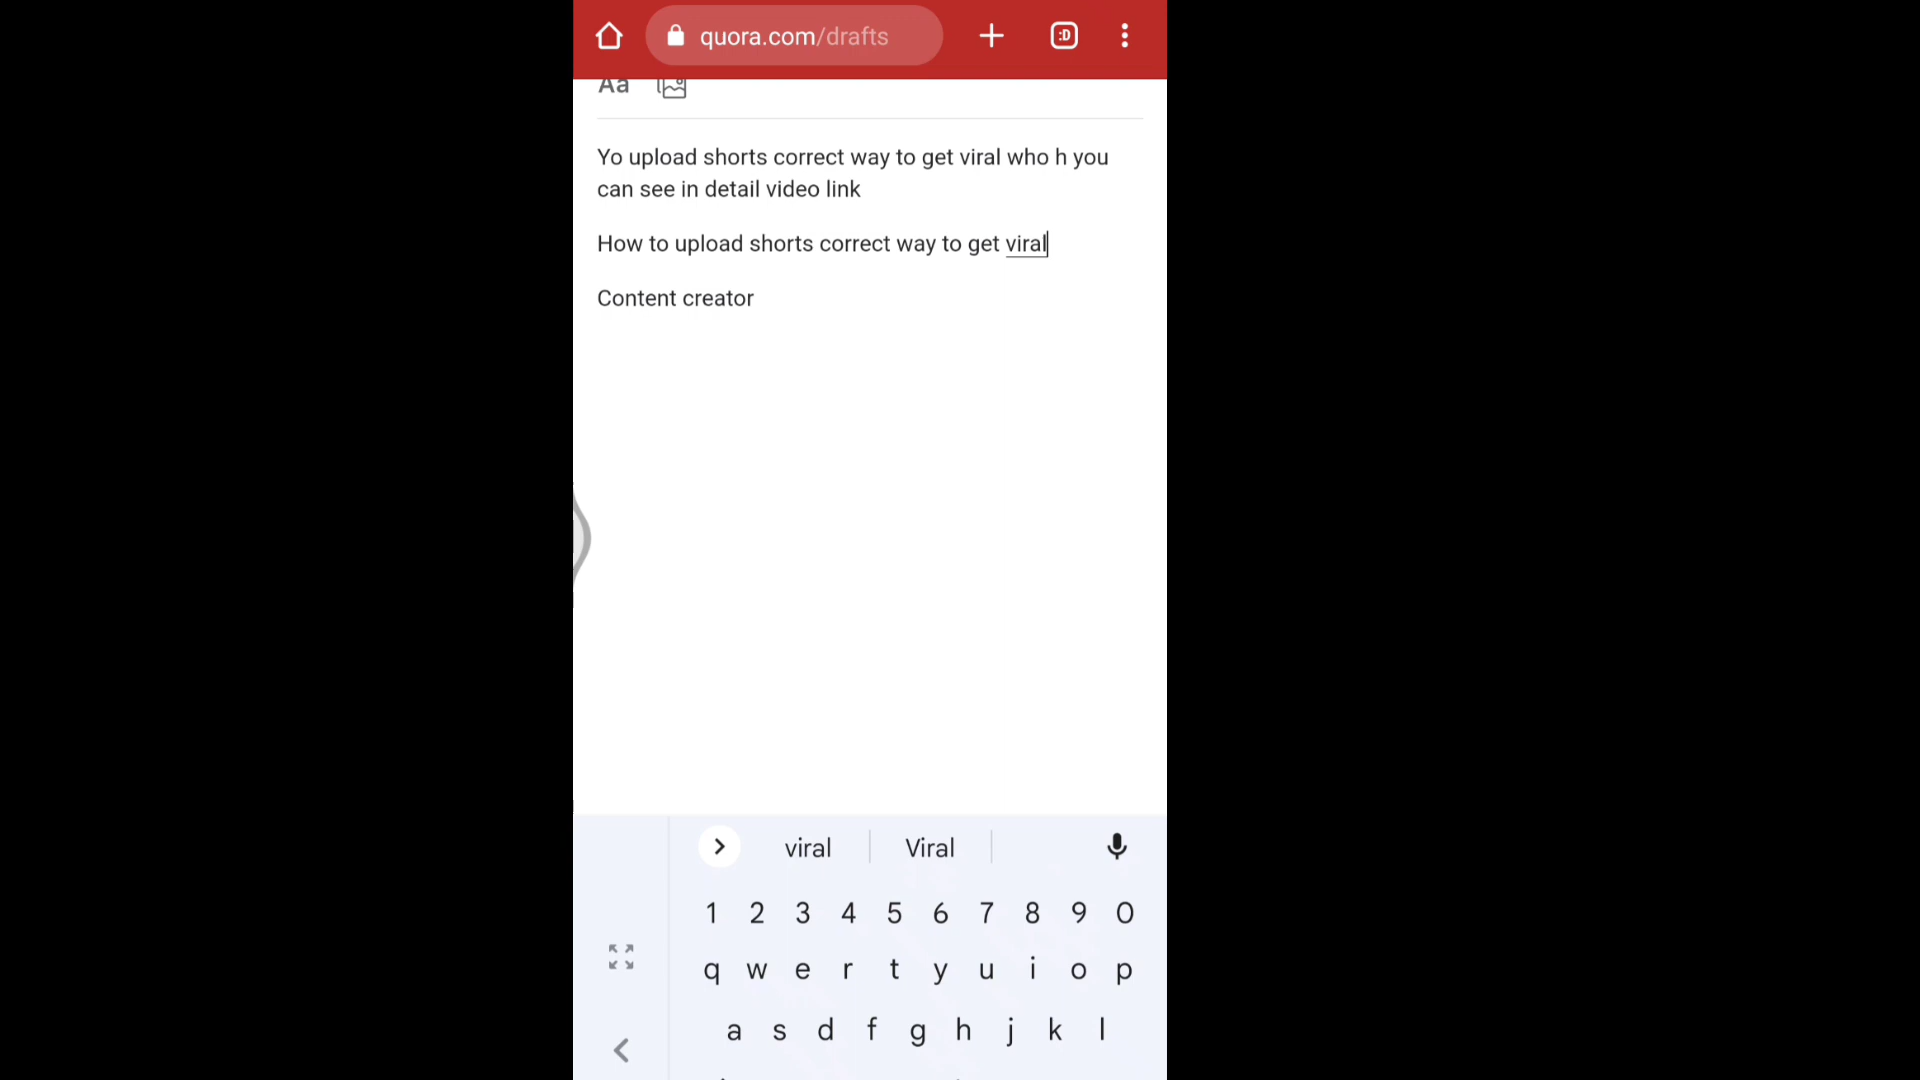 quora.com/drafts
:D
Aa
Yo upload shorts correct way to get viral who h you
can see in detail video link
How to upload shorts correct way to get viral
Content creator
viral Viral
1 2 3 4 5 6 7 8 9 0
q w e r t y u i o p
a s d f g h j k l